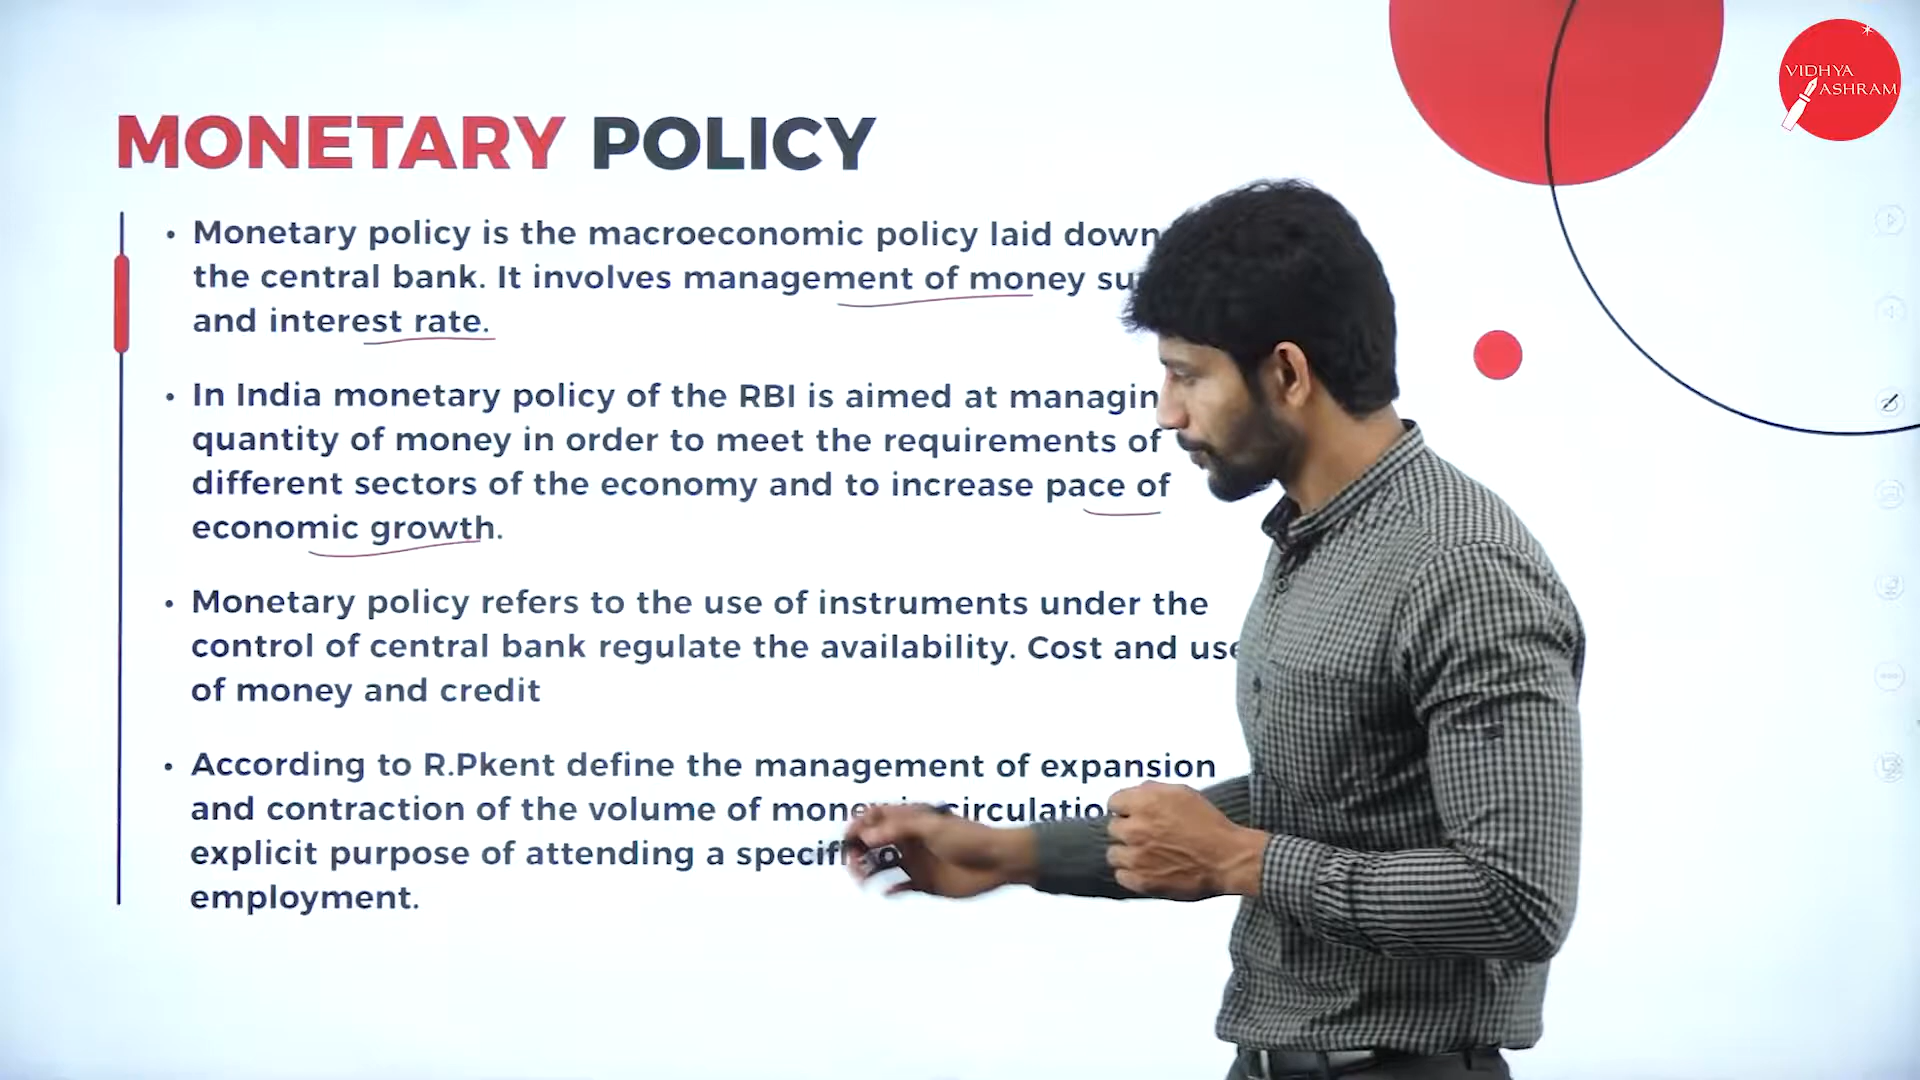 VIDHYA
ASHRAM
MONETARY POLICY
• Monetary policy is the macroeconomic policy laid down
the central bank. It involves management of money
and interest rate.
• In India monetary policy of the RBI is aimed at
quantity of money in order to meet the requirements of
different sectors of the economy and to increase pace of
economic growth.
• Monetary policy refers to the use of instruments under the
control of central bank regulate the availability. Cost and use
of money and credit
• According to R.Pkent define the management of expansion
and contraction of the volume of money
explicit purpose of attending a
employment.